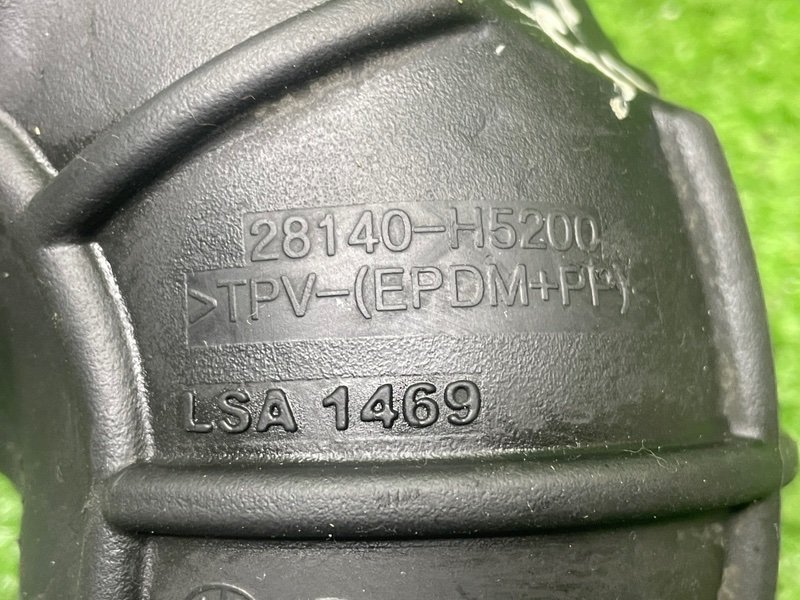 28140-H5200
>TPV-(EPDM+PP)
LSA 1469